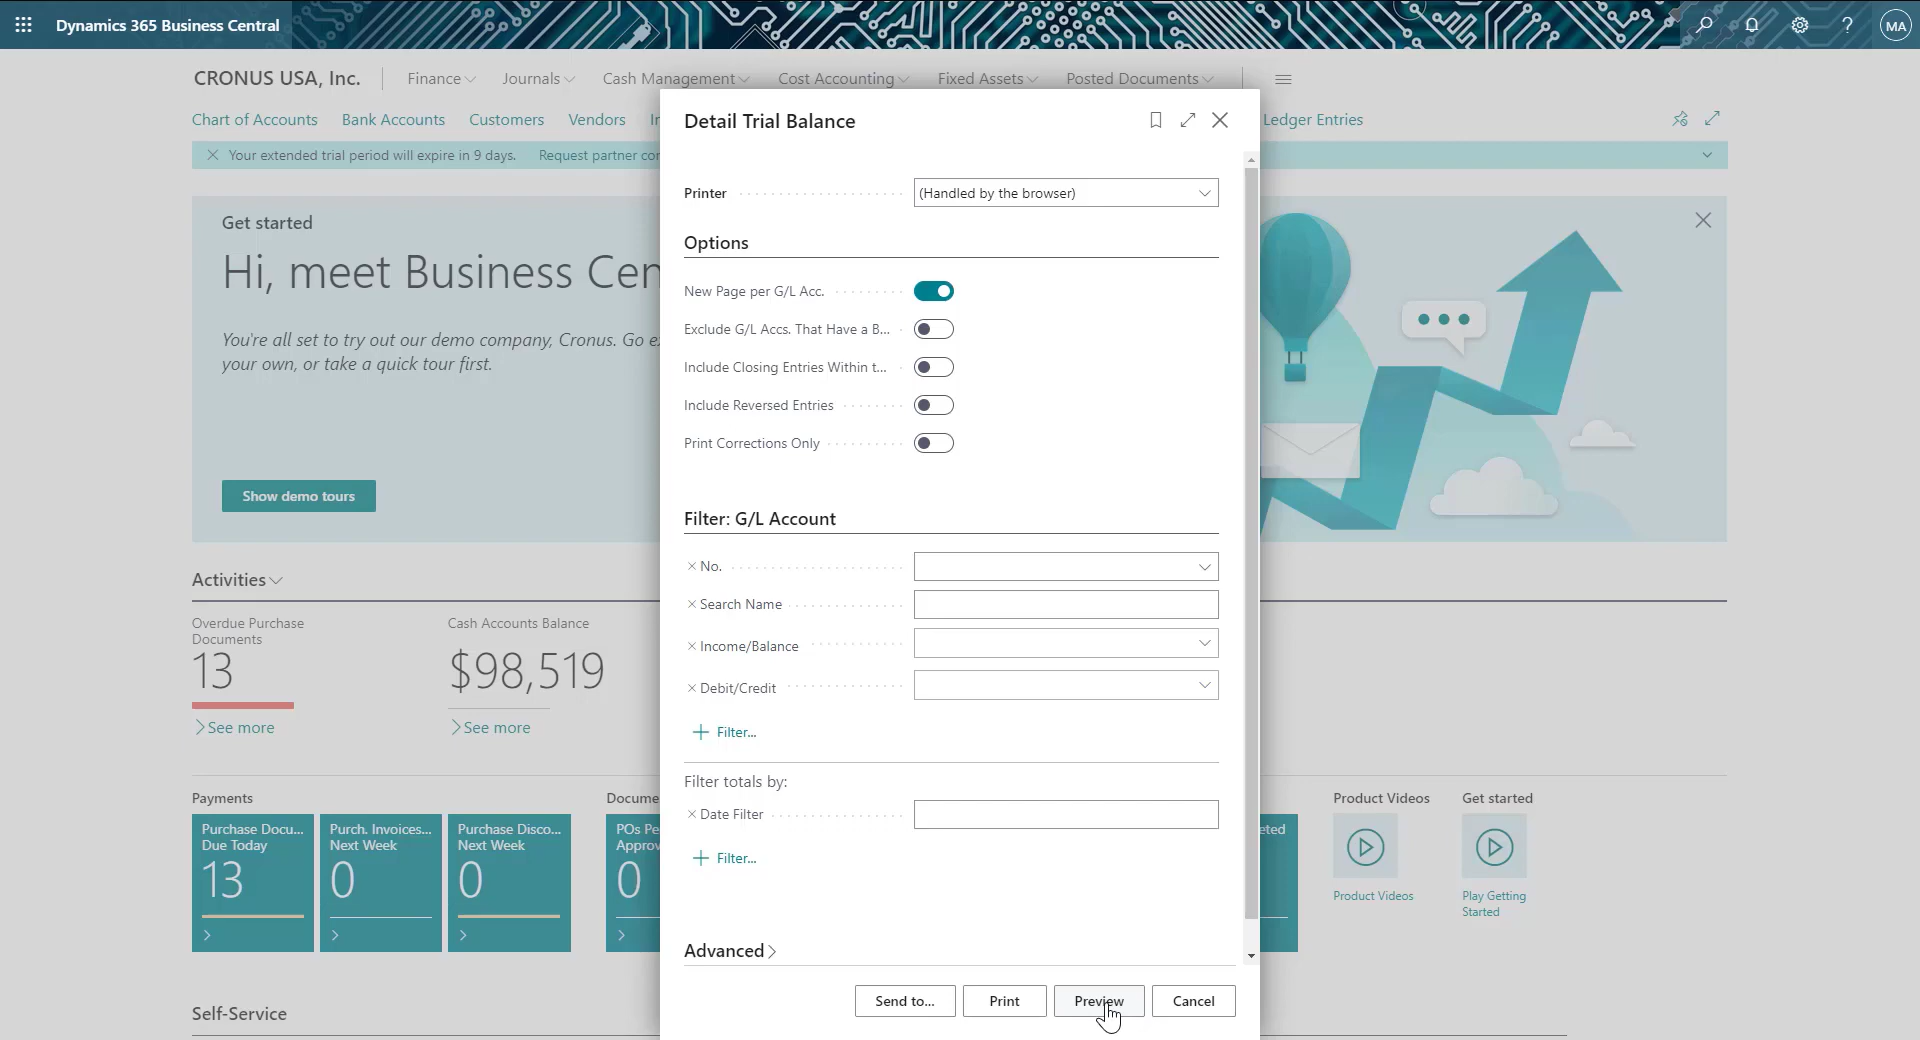 Dynamics 365 Business Central
MA
CRONUS USA, Inc.
Finance
Journals
Cash Management
Cost Accounting
Fixed Assets
Posted Documents
Chart of Accounts
Bank Accounts
Customers
Vendors
Ledger Entries
Your extended trial period will expire in 9 days.
Request partner con
Get started
Hi, meet Business Cen
You're all set to try out our demo company, Cronus. Go e
your own, or take a quick tour first.
Show demo tours
Activities
Overdue Purchase
Documents
13
See more
Cash Accounts Balance
$98,519
See more
Payments
Purchase Docu...
Due Today
13
Purch. Invoices...
Next Week
0
Purchase Disco...
Next Week
0
Docume
POs Pe
Approv
0
eted
Product Videos
Product Videos
Get started
Play Getting
Started
Self-Service
Detail Trial Balance
Printer
(Handled by the browser)
Options
New Page per G/L Acc.
Exclude G/L Accs. That Have a B...
Include Closing Entries Within t...
Include Reversed Entries
Print Corrections Only
Filter: G/L Account
No.
Search Name
Income/Balance
Debit/Credit
Filter...
Filter totals by:
Date Filter
Filter...
Advanced
Send to...
Print
Preview
Cancel